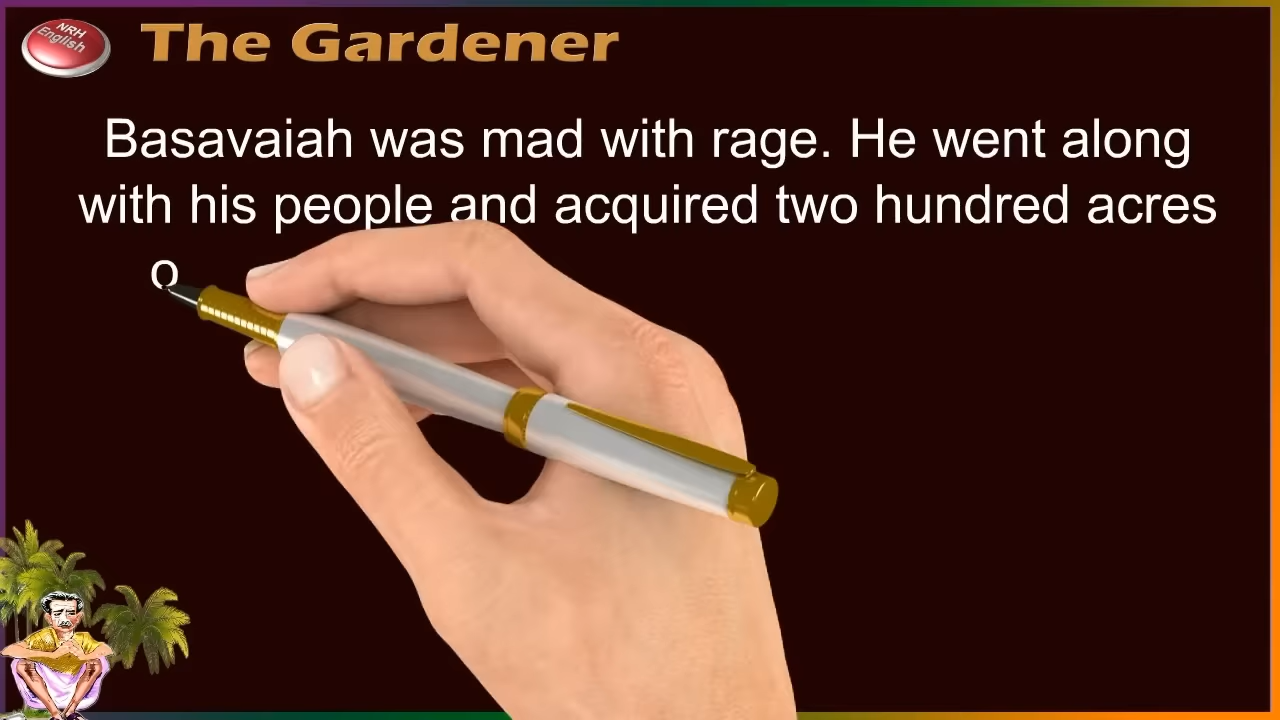 NRH
English
The Gardener
Basavaiah was mad with rage. He went along
with his people and acquired two hundred acres
o